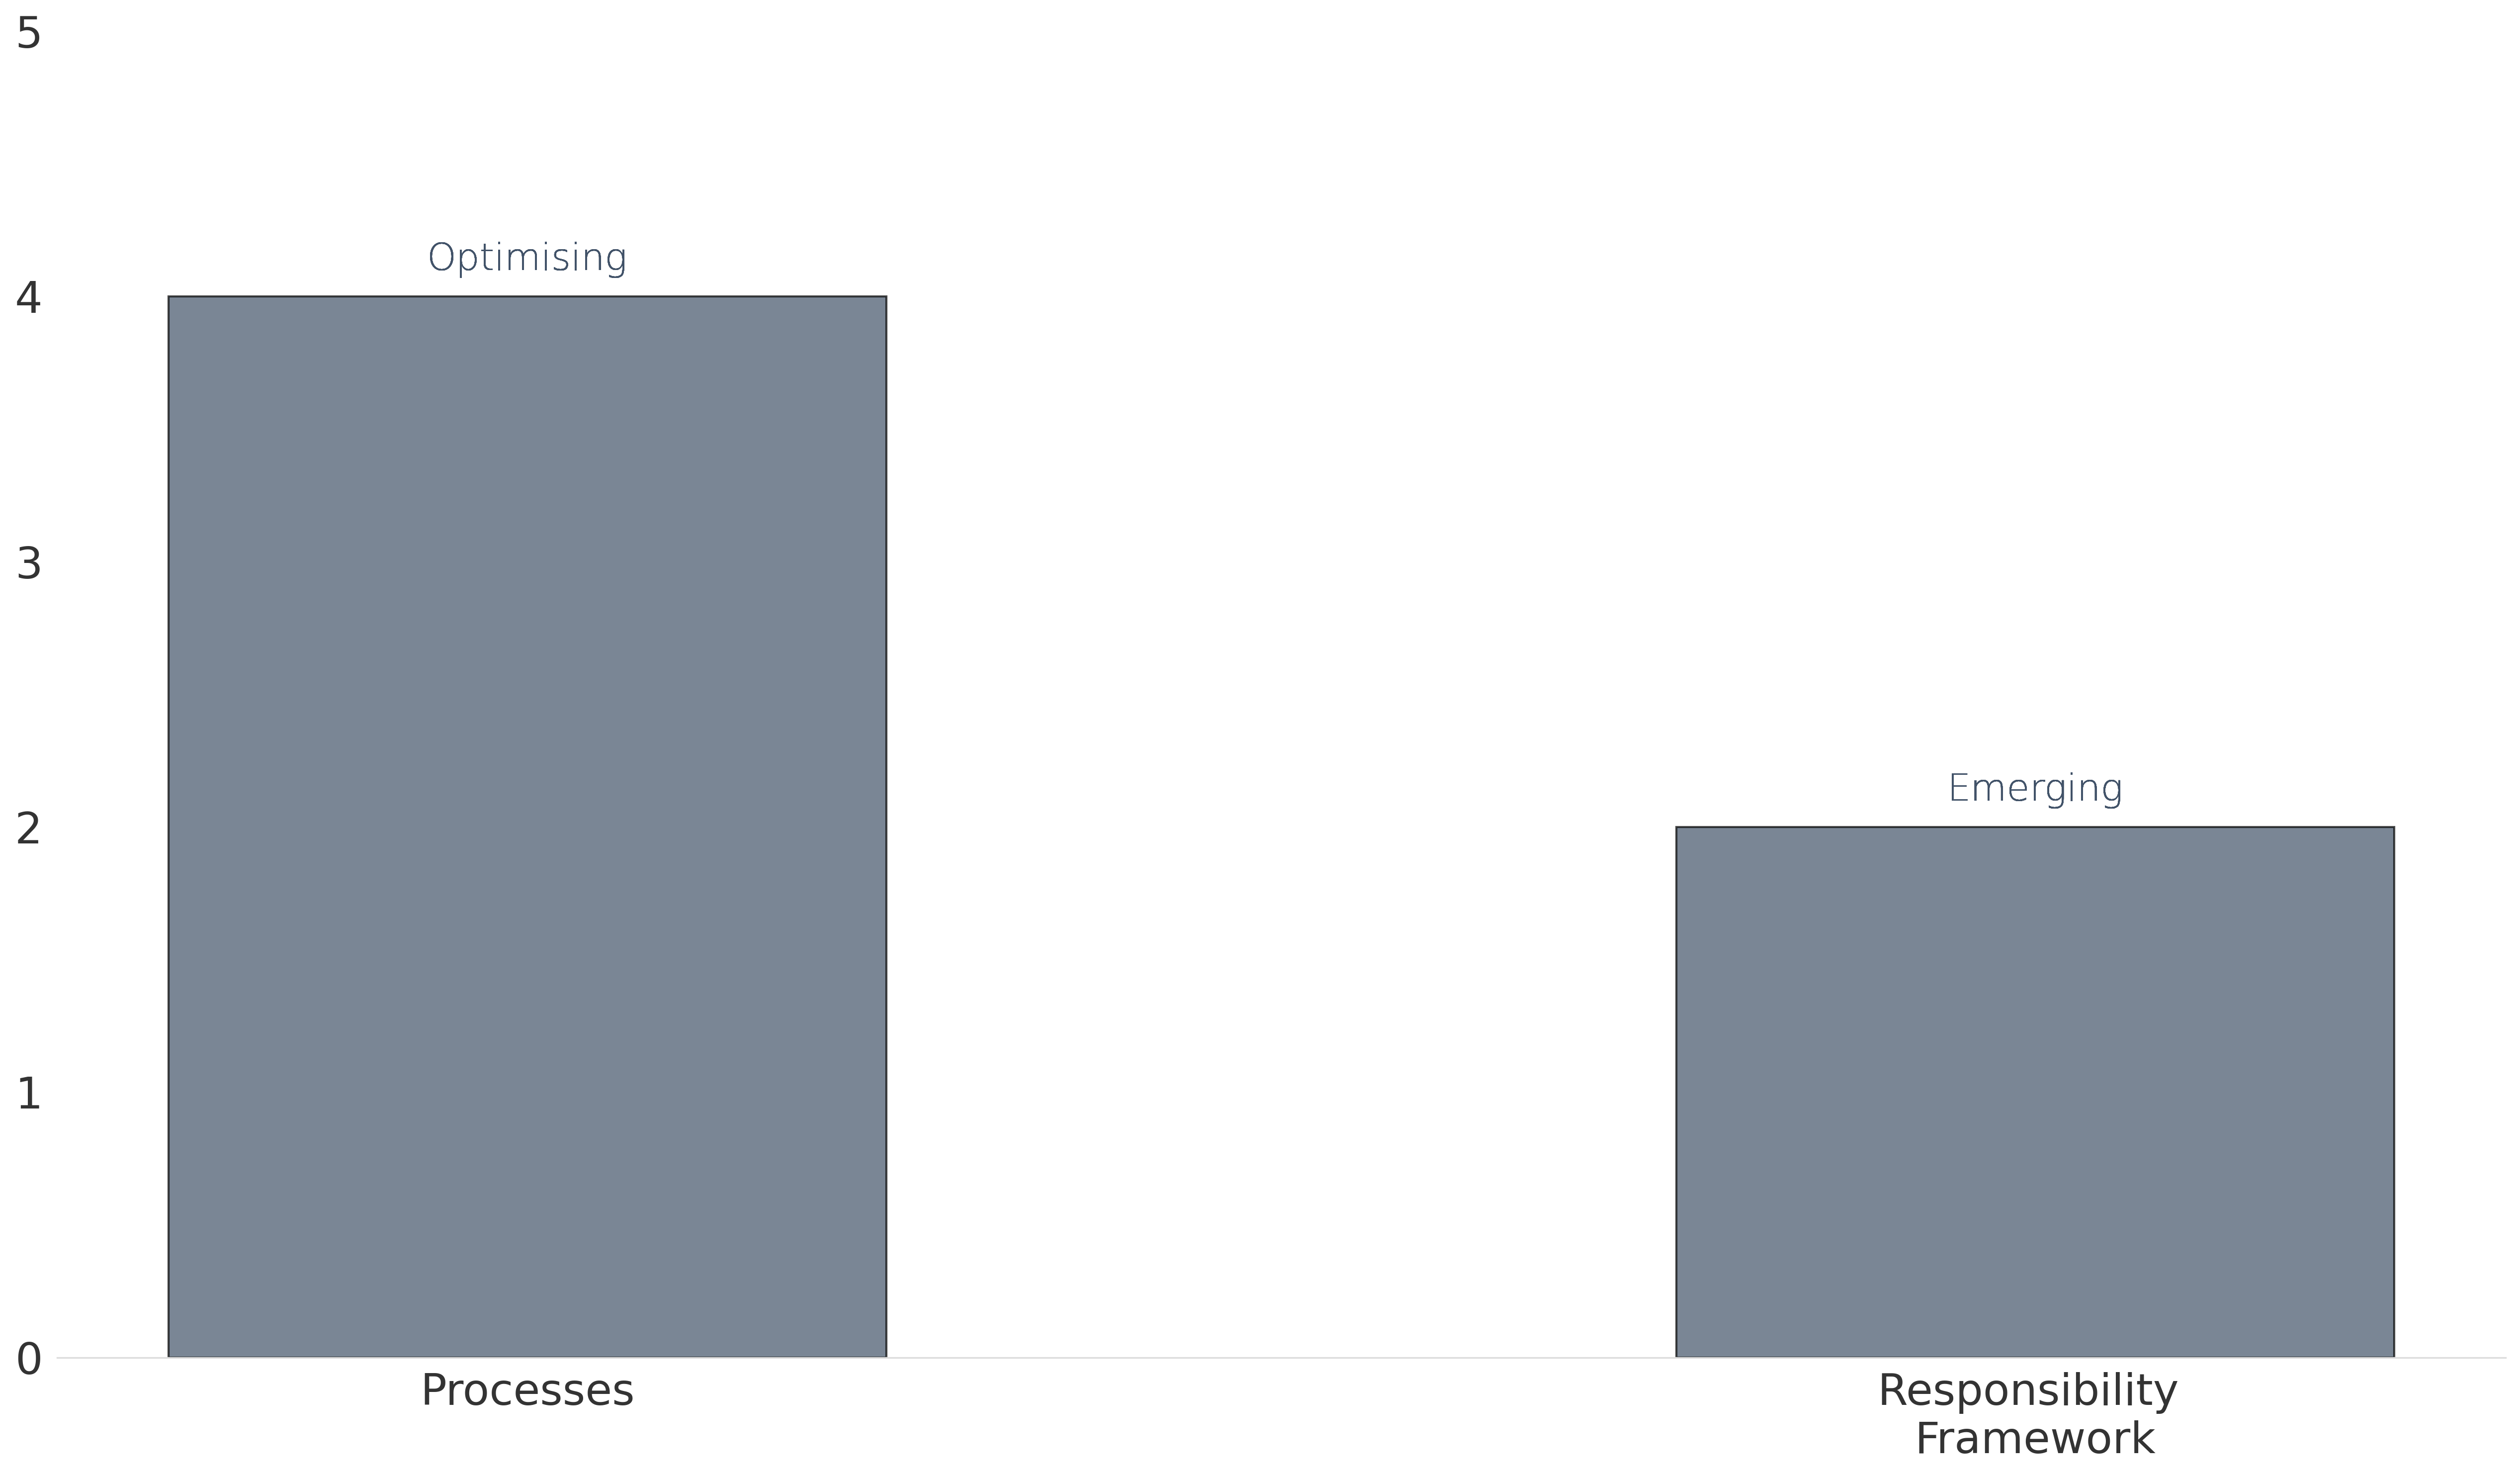 5
Optimising
4
3
Emerging
2
1
0
Processes
Responsibility
Framework